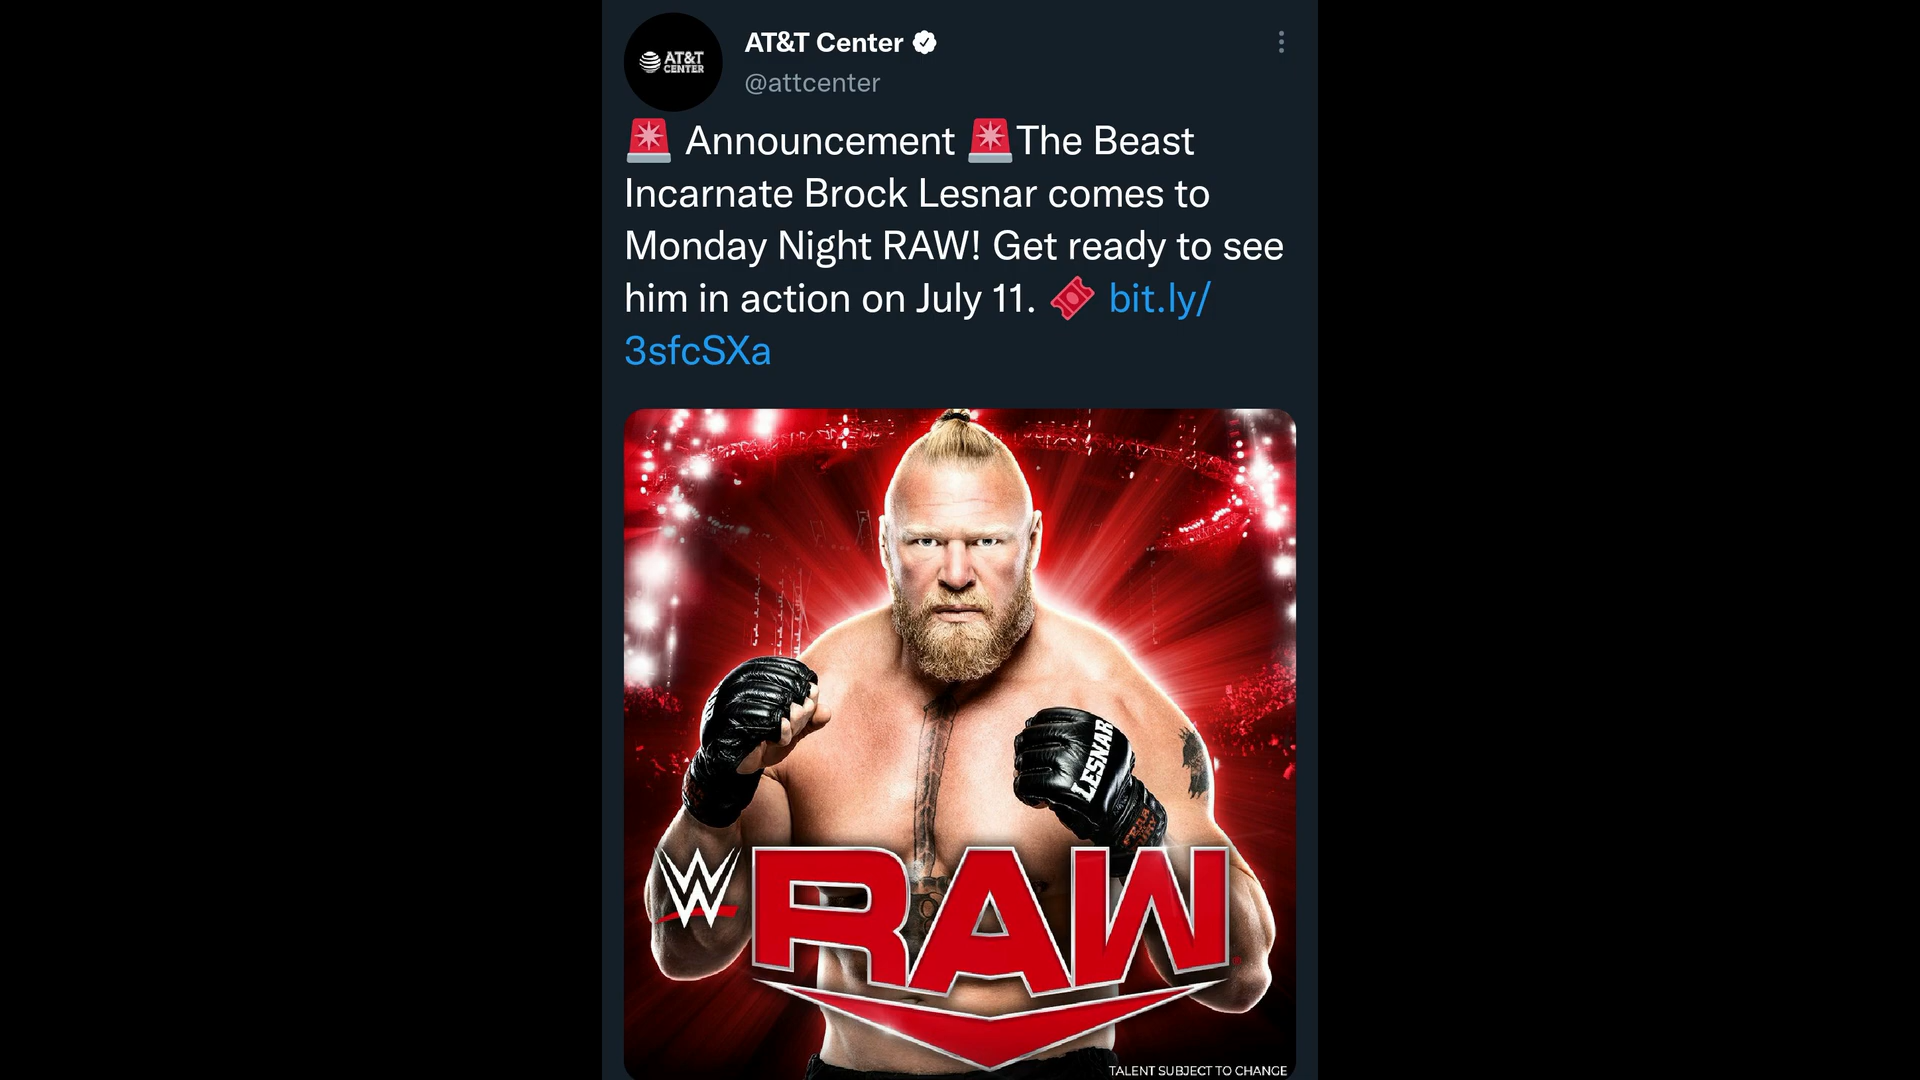 AT&T
CENTER
AT&T Center
@attcenter
🚨 Announcement 🚨The Beast
Incarnate Brock Lesnar comes to
Monday Night RAW! Get ready to see
him in action on July 11. 🎟 bit.ly/
3sfcSXa
LESNAR
W RAW
TALENT SUBJECT TO CHANGE